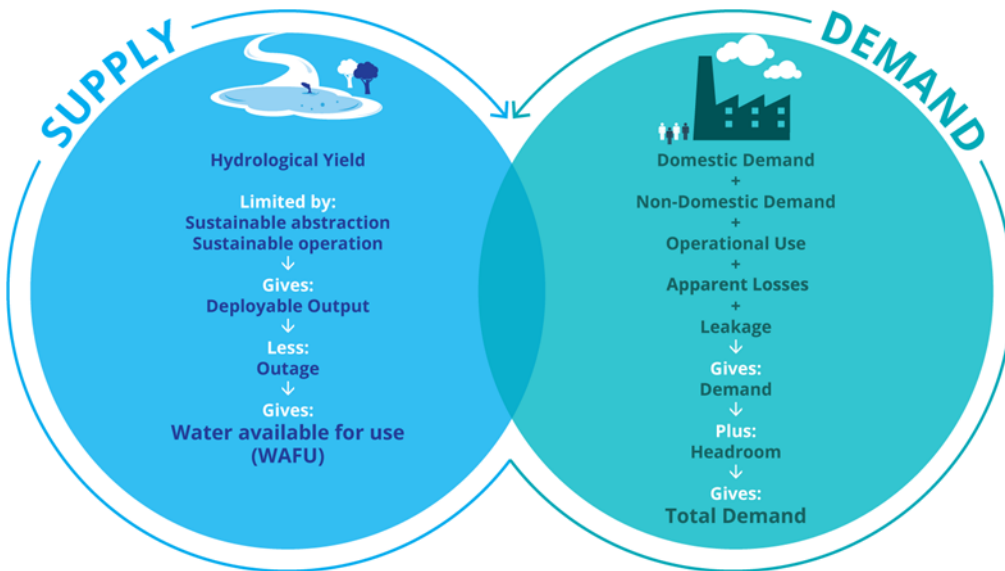 SUPPLY
Hydrological Yield
Limited by:
Sustainable abstraction
Sustainable operation
↓
Gives:
Deployable Output
↓
Less:
Outage
↓
Gives:
Water available for use
(WAFU)
DEMAND
Domestic Demand
+
Non-Domestic Demand
+
Operational Use
+
Apparent Losses
+
Leakage
↓
Gives:
Demand
↓
Plus:
Headroom
↓
Gives:
Total Demand